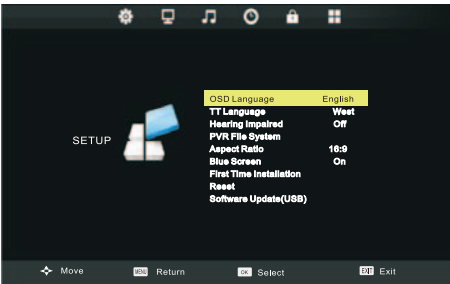 OSD Language English
TT Language West
Hearing Impaired Off
PVR File System
SETUP
Aspect Ratio 16:9
Blue Screen On
First Time Installation
Reset
Software Update(USB)
Move MENU Return OK Select EXIT Exit